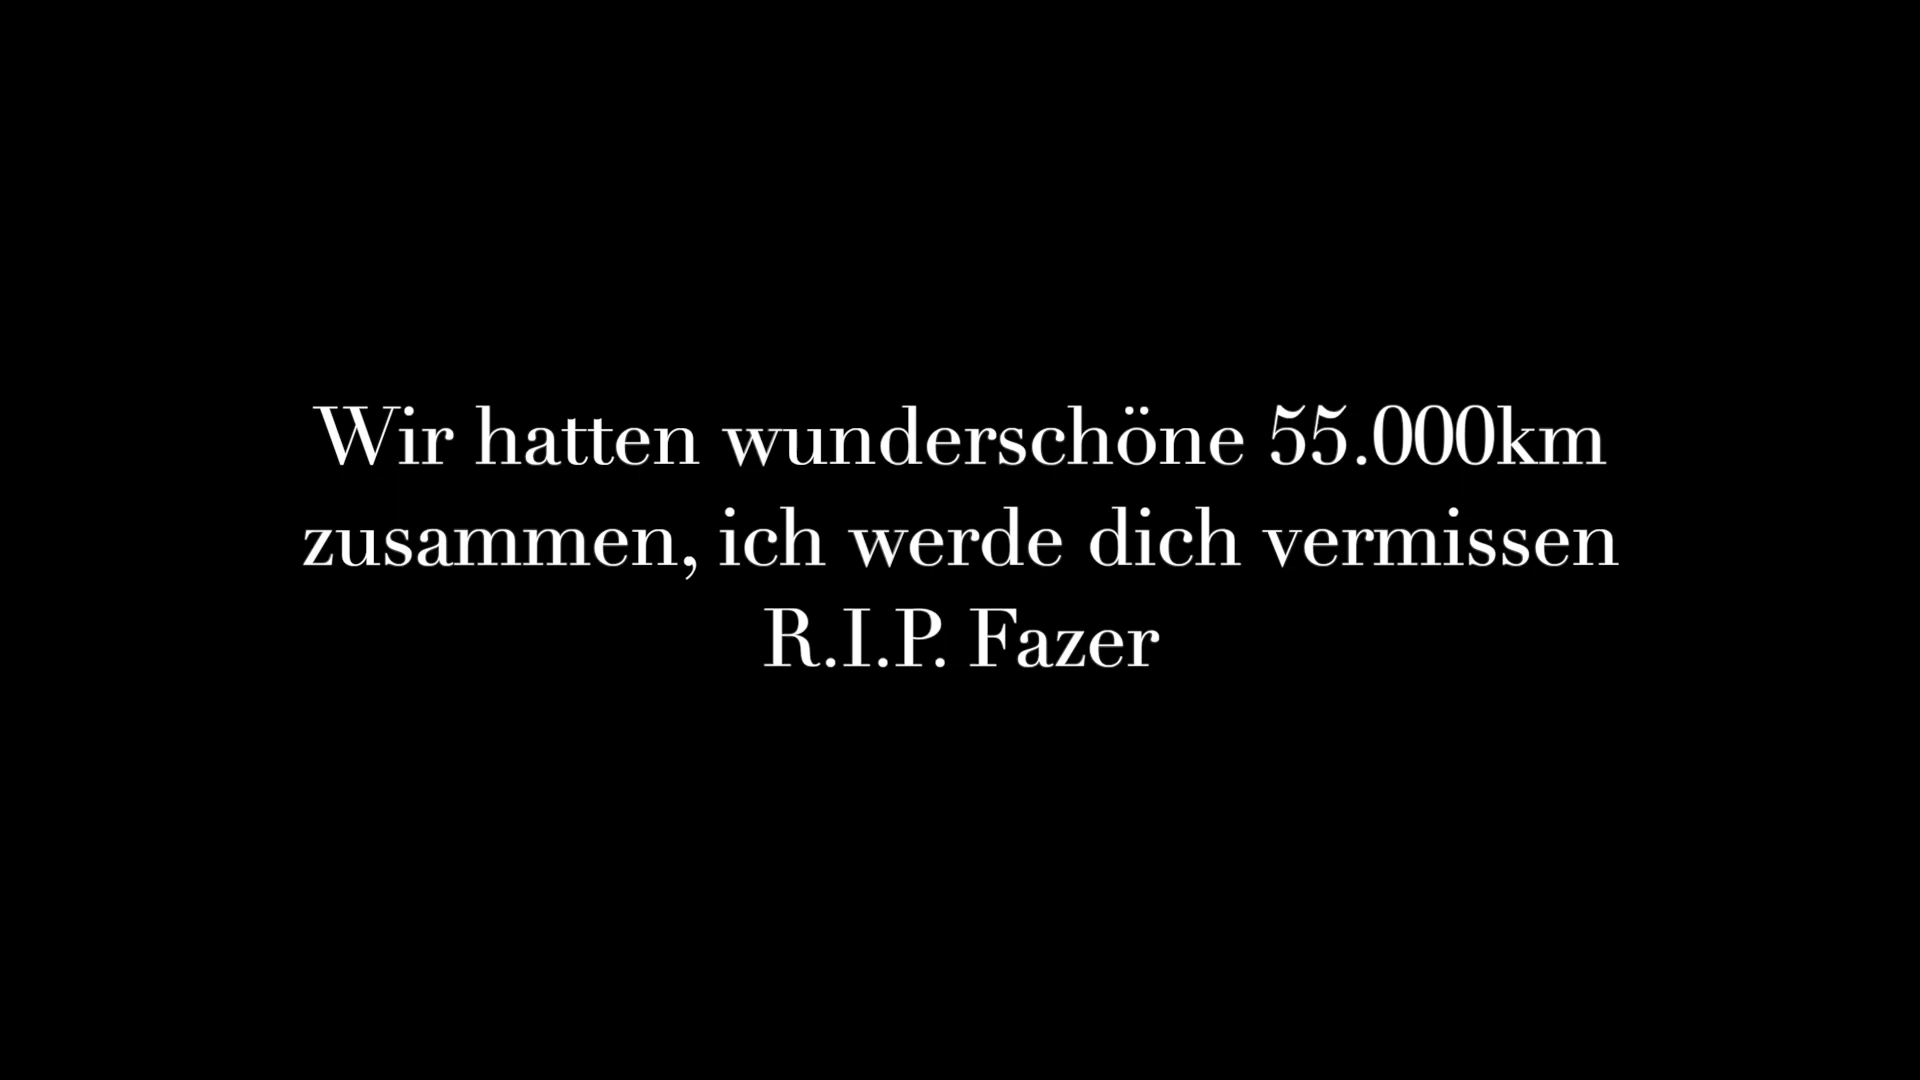 Wir hatten wunderschöne 55.000km
zusammen, ich werde dich vermissen
R.I.P. Fazer